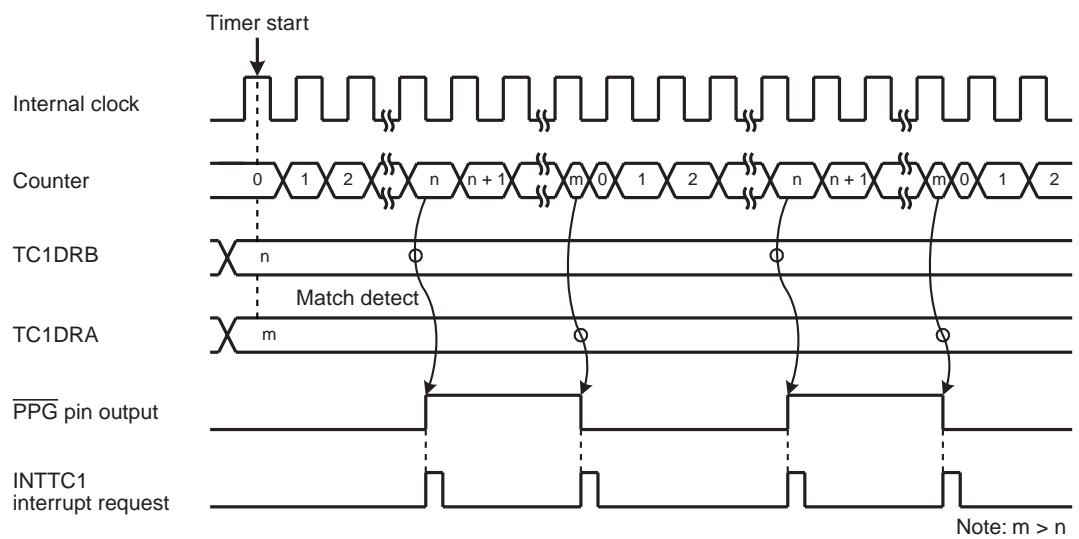 Timer start
Internal clock
Counter
0 1 2 n n + 1 m 0 1 2 n n + 1 m 0 1 2
TC1DRB
n
Match detect
TC1DRA
m
PPG pin output
INTTC1
interrupt request
Note: m > n